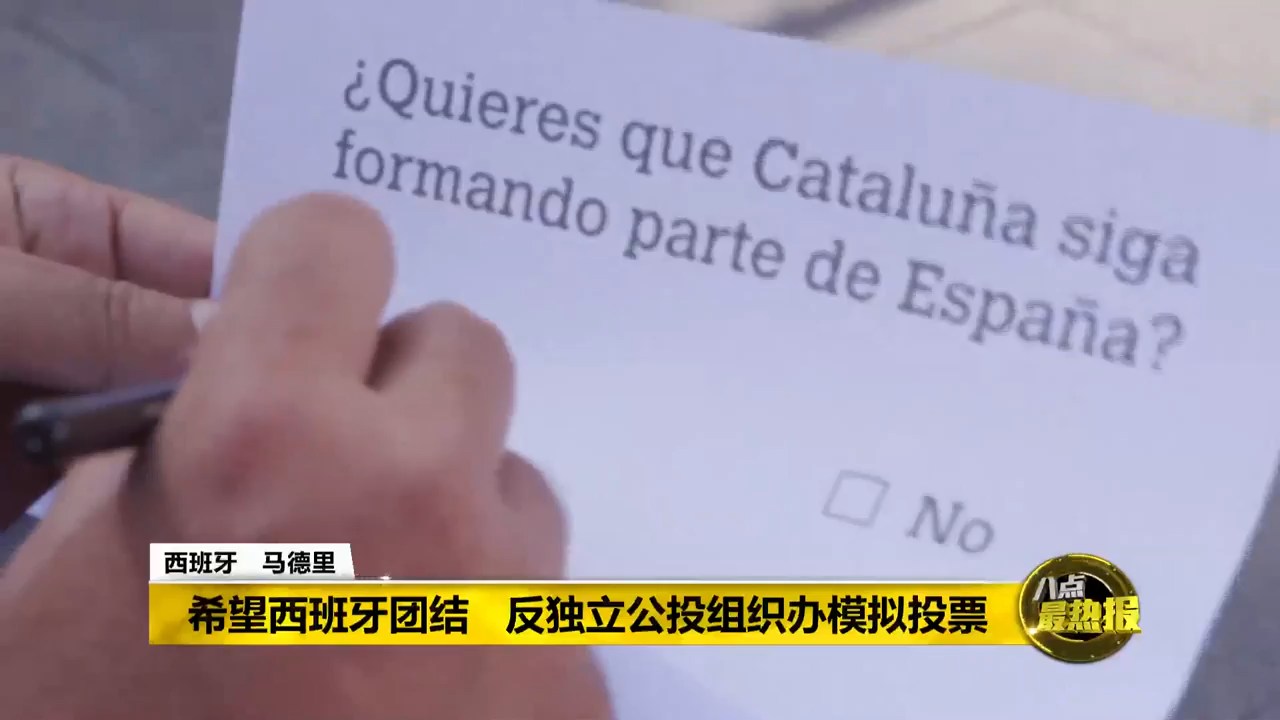 ¿Quieres que Cataluña siga
formando parte de España?
No
西班牙 马德里
希望西班牙团结 反独立公投组织办模拟投票
八点
最热报